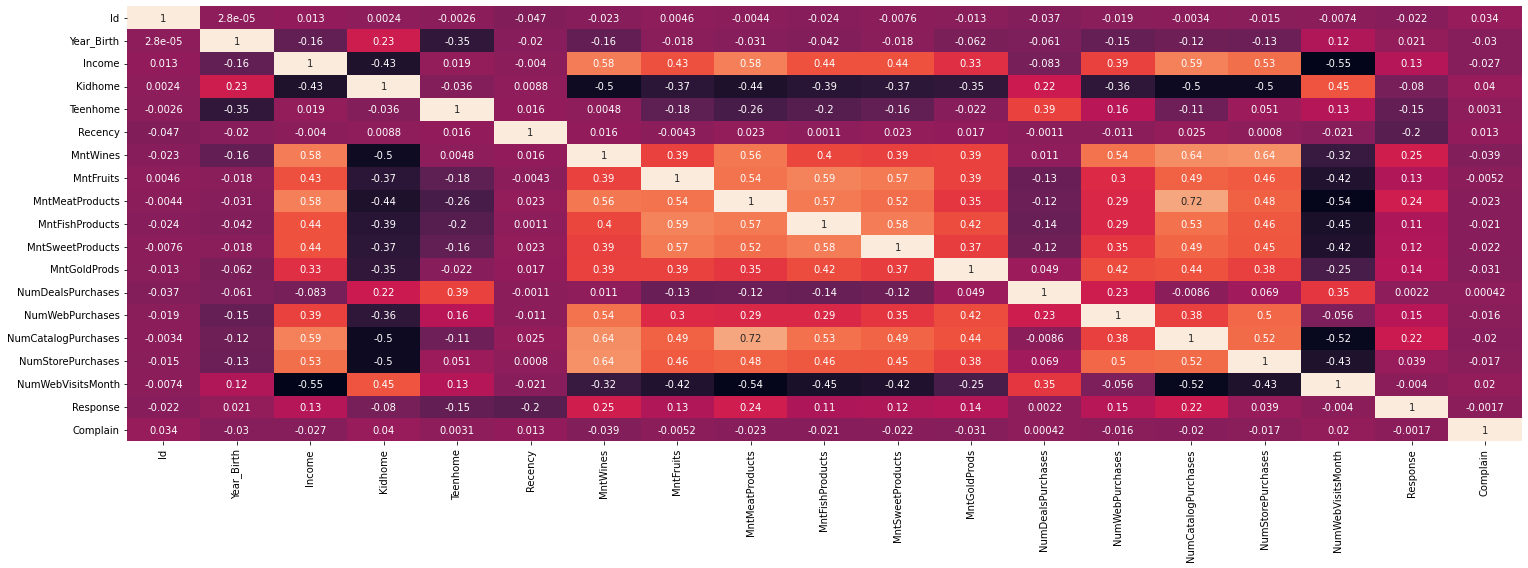 Id 1 2.8e-05 0.013 0.0024 -0.0026 -0.047 -0.023 0.0046 -0.0044 -0.024 -0.0076 -0.013 -0.037 -0.019 -0.0034 -0.015 -0.0074 -0.022 0.034
Year_Birth 2.8e-05 1 -0.16 0.23 -0.35 -0.02 -0.16 -0.018 -0.031 -0.042 -0.018 -0.062 -0.061 -0.15 -0.12 -0.13 0.12 0.021 -0.03
Income 0.013 -0.16 1 -0.43 0.019 -0.004 0.58 0.43 0.58 0.44 0.44 0.33 -0.083 0.39 0.59 0.53 -0.55 0.13 -0.027
Kidhome 0.0024 0.23 -0.43 1 -0.036 0.0088 -0.5 -0.37 -0.44 -0.39 -0.37 -0.35 0.22 -0.36 -0.5 -0.5 0.45 -0.08 0.04
Teenhome -0.0026 -0.35 0.019 -0.036 1 0.016 0.0048 -0.18 -0.26 -0.2 -0.16 -0.022 0.39 0.16 -0.11 0.051 0.13 -0.15 0.0031
Recency -0.047 -0.02 -0.004 0.0088 0.016 1 0.016 -0.0043 0.023 0.0011 0.023 0.017 -0.0011 -0.011 0.025 0.0008 -0.021 -0.2 0.013
MntWines -0.023 -0.16 0.58 -0.5 0.0048 0.016 1 0.39 0.56 0.4 0.39 0.39 0.011 0.54 0.64 0.64 -0.32 0.25 -0.039
MntFruits 0.0046 -0.018 0.43 -0.37 -0.18 -0.0043 0.39 1 0.54 0.59 0.57 0.39 -0.13 0.3 0.49 0.46 -0.42 0.13 -0.0052
MntMeatProducts -0.0044 -0.031 0.58 -0.44 -0.26 0.023 0.56 0.54 1 0.57 0.52 0.35 -0.12 0.29 0.72 0.48 -0.54 0.24 -0.023
MntFishProducts -0.024 -0.042 0.44 -0.39 -0.2 0.0011 0.4 0.59 0.57 1 0.58 0.42 -0.14 0.29 0.53 0.46 -0.45 0.11 -0.021
MntSweetProducts -0.0076 -0.018 0.44 -0.37 -0.16 0.023 0.39 0.57 0.52 0.58 1 0.37 -0.12 0.35 0.49 0.45 -0.42 0.12 -0.022
MntGoldProds -0.013 -0.062 0.33 -0.35 -0.022 0.017 0.39 0.39 0.35 0.42 0.37 1 0.049 0.42 0.44 0.38 -0.25 0.14 -0.031
NumDealsPurchases -0.037 -0.061 -0.083 0.22 0.39 -0.0011 0.011 -0.13 -0.12 -0.14 -0.12 0.049 1 0.23 -0.0086 0.069 0.35 0.0022 0.00042
NumWebPurchases -0.019 -0.15 0.39 -0.36 0.16 -0.011 0.54 0.3 0.29 0.29 0.35 0.42 0.23 1 0.38 0.5 -0.056 0.15 -0.016
NumCatalogPurchases -0.0034 -0.12 0.59 -0.5 -0.11 0.025 0.64 0.49 0.72 0.53 0.49 0.44 -0.0086 0.38 1 0.52 -0.52 0.22 -0.02
NumStorePurchases -0.015 -0.13 0.53 -0.5 0.051 0.0008 0.64 0.46 0.48 0.46 0.45 0.38 0.069 0.5 0.52 1 -0.43 0.039 -0.017
NumWebVisitsMonth -0.0074 0.12 -0.55 0.45 0.13 -0.021 -0.32 -0.42 -0.54 -0.45 -0.42 -0.25 0.35 -0.056 -0.52 -0.43 1 -0.004 0.02
Response -0.022 0.021 0.13 -0.08 -0.15 -0.2 0.25 0.13 0.24 0.11 0.12 0.14 0.0022 0.15 0.22 0.039 -0.004 1 -0.0017
Complain 0.034 -0.03 -0.027 0.04 0.0031 0.013 -0.039 -0.0052 -0.023 -0.021 -0.022 -0.031 0.00042 -0.016 -0.02 -0.017 0.02 -0.0017 1
Id
Year_Birth
Income
Kidhome
Teenhome
Recency
MntWines
MntFruits
MntMeatProducts
MntFishProducts
MntSweetProducts
MntGoldProds
NumDealsPurchases
NumWebPurchases
NumCatalogPurchases
NumStorePurchases
NumWebVisitsMonth
Response
Complain